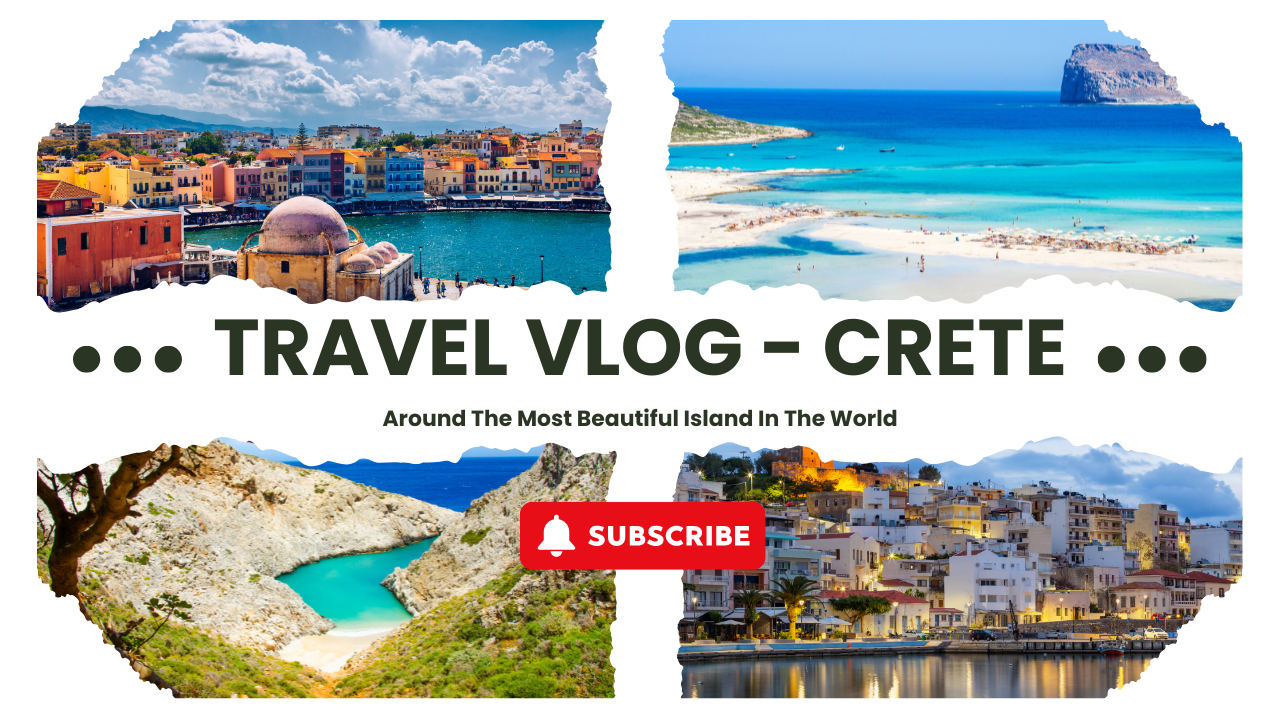 TRAVEL VLOG - CRETE
Around The Most Beautiful Island In The World
SUBSCRIBE